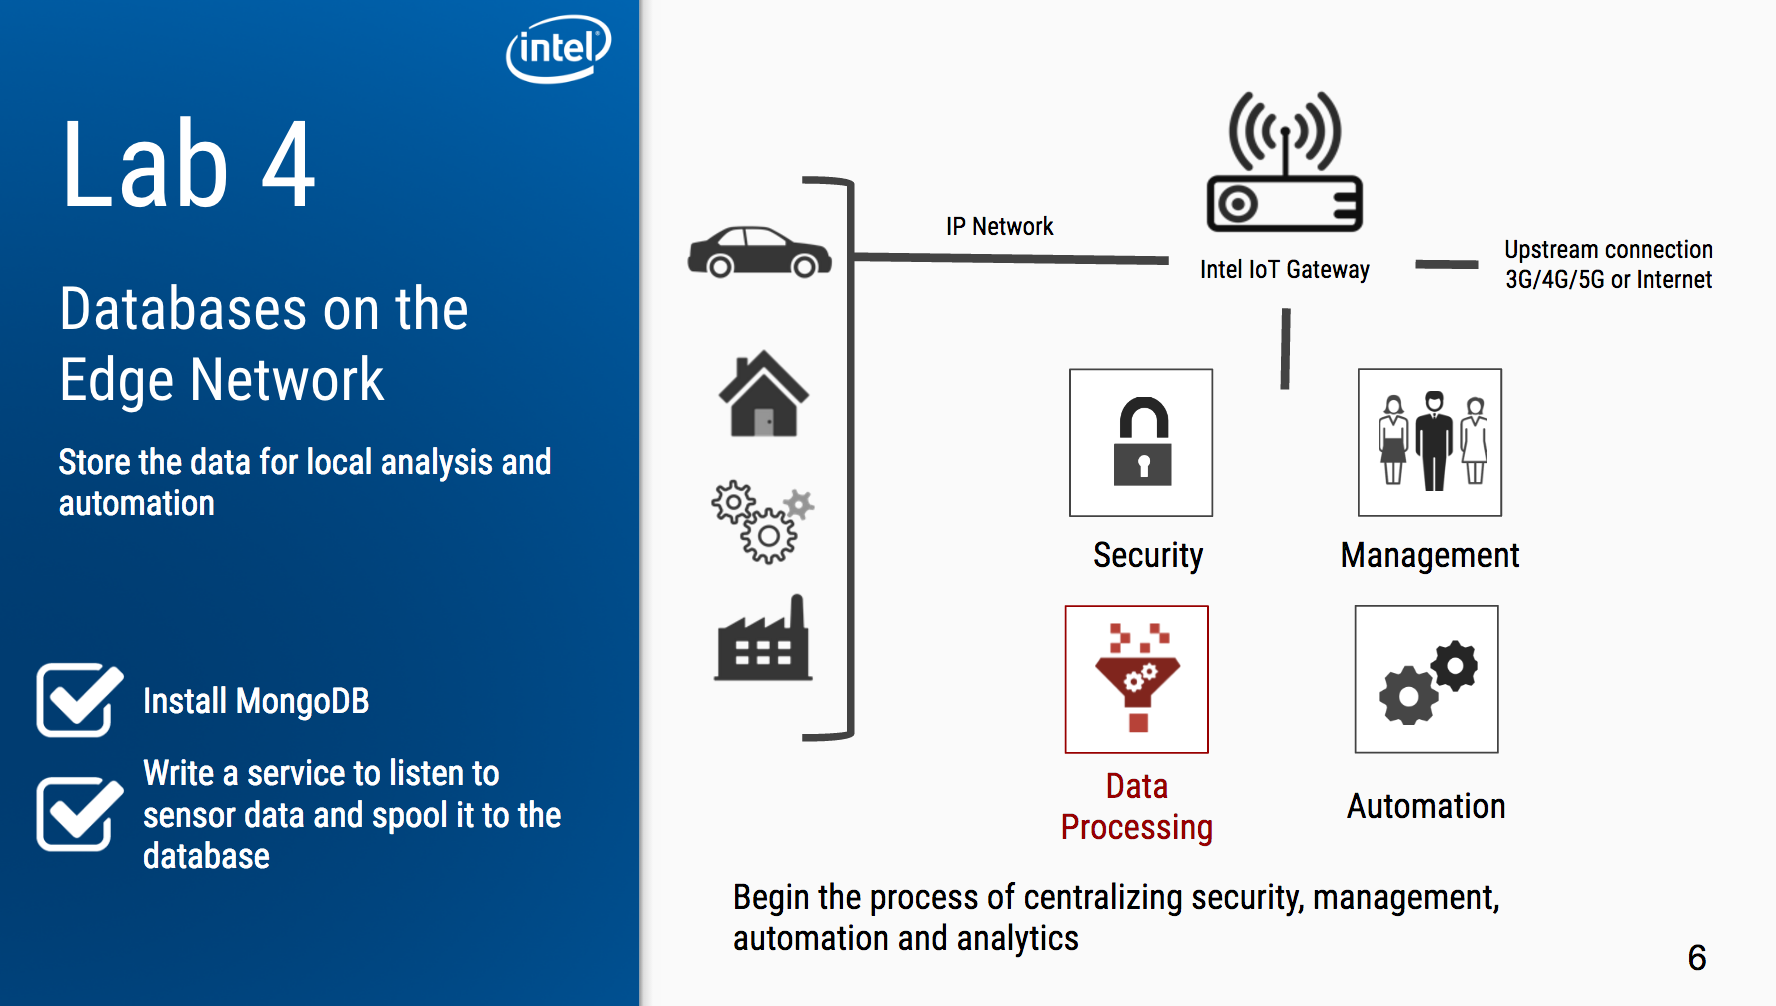 intel
Lab 4
Databases on the
Edge Network
Store the data for local analysis and
automation
Install MongoDB
Write a service to listen to
sensor data and spool it to the
database
IP Network
Intel IoT Gateway
Upstream connection
3G/4G/5G or Internet
Security
Management
Data
Processing
Automation
Begin the process of centralizing security, management,
automation and analytics
6